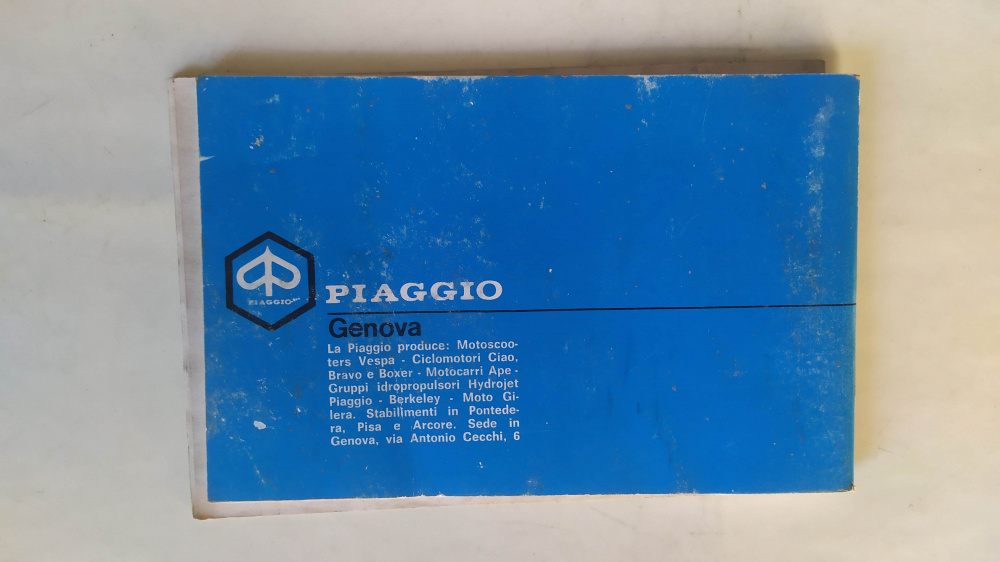 PIAGGIO
PIAGGIO
Genova
La Piaggio produce: Motoscoo-
ters Vespa - Ciclomotori Ciao,
Bravo e Boxer - Motocarri Ape -
Gruppi idropropulsori Hydrojet
Piaggio - Berkeley - Moto Gi-
lera. Stabilimenti in Pontede-
ra, Pisa e Arcore. Sede in
Genova, via Antonio Cecchi, 6